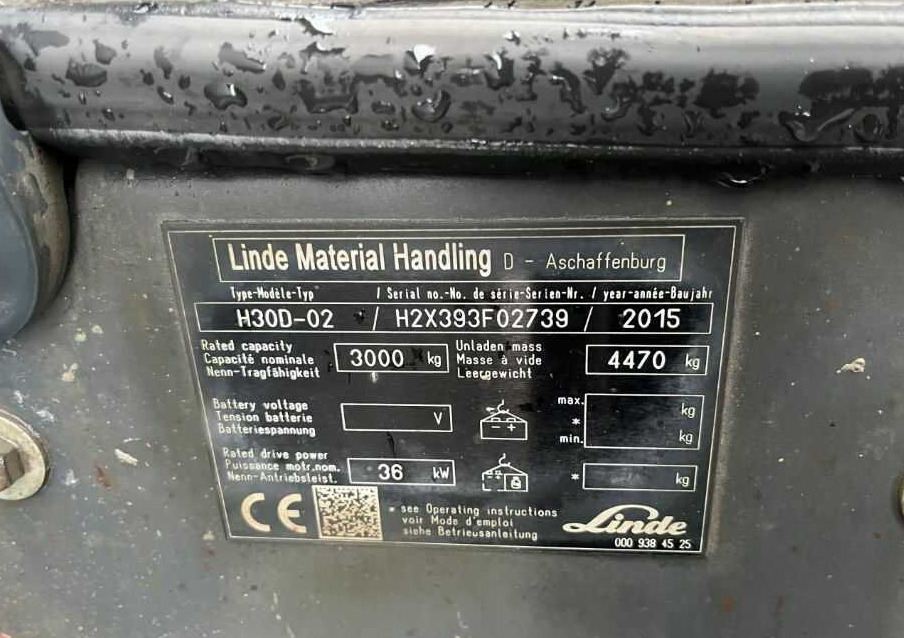 Linde Material Handling D - Aschaffenburg
Type-Modèle-Typ / Serial no.-No. de série-Serien-Nr. / year-année-Baujahr
H30D-02 / H2X393F02739 / 2015
Rated capacity
Capacité nominale
Nenn-Tragfähigkeit
3000 kg
Unladen mass
Masse à vide
Leergewicht
4470 kg
Battery voltage
Tension batterie
Batteriespannung
V
- +
max. kg
*
min. kg
Rated drive power
Puissance motr.nom.
Nenn-Antriebsleist.
36 kW
* kg
CE
* see Operating instructions
voir Mode d'emploi
siehe Betriebsanleitung
Linde
000 938 45 25